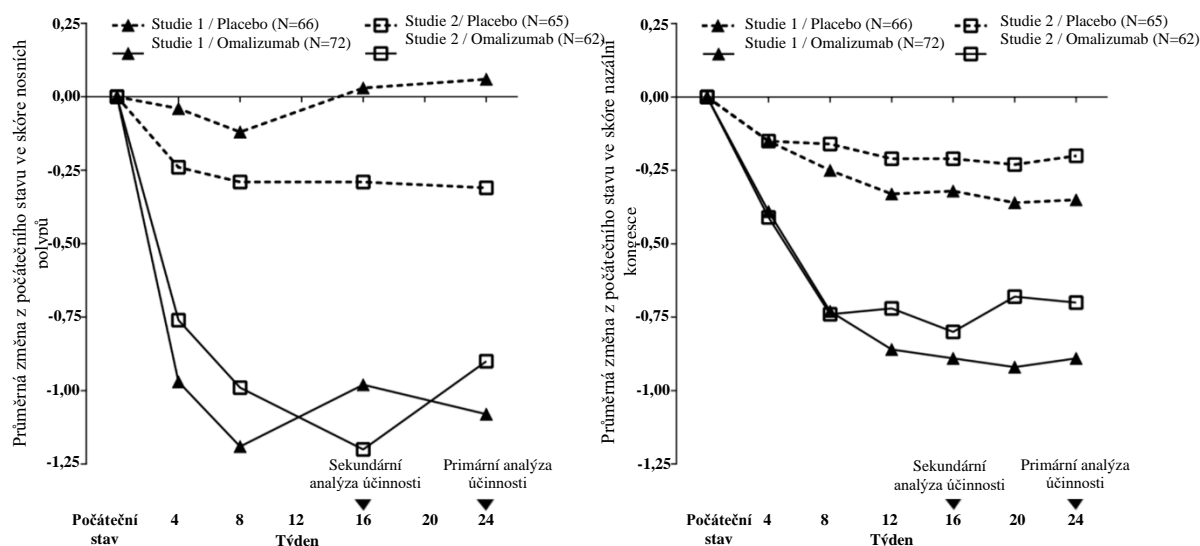 Studie 1 / Placebo (N=66)
Studie 1 / Omalizumab (N=72)
Studie 2 / Placebo (N=65)
Studie 2 / Omalizumab (N=62)
Průměrná změna z počátečního stavu ve skóre nosních
polypů
0,25
0,00
-0,25
-0,50
-0,75
-1,00
-1,25
Sekundární
analýza účinnosti
Primární analýza
účinnosti
Počáteční
stav
4
8
12
16
20
24
Týden
Studie 1 / Placebo (N=66)
Studie 1 / Omalizumab (N=72)
Studie 2 / Placebo (N=65)
Studie 2 / Omalizumab (N=62)
Průměrná změna z počátečního stavu ve skóre nazální
kongesce
0,25
0,00
-0,25
-0,50
-0,75
-1,00
-1,25
Sekundární
analýza účinnosti
Primární analýza
účinnosti
Počáteční
stav
4
8
12
16
20
24
Týden